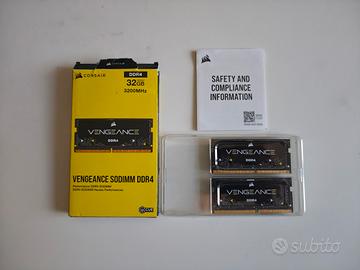 CORSAIR
DDR4
32GB
3200MHz
VENGEANCE
DDR4
VENGEANCE SODIMM DDR4
SAFETY AND
COMPLIANCE
INFORMATION
VENGEANCE
DDR4
VENGEANCE
DDR4
subito